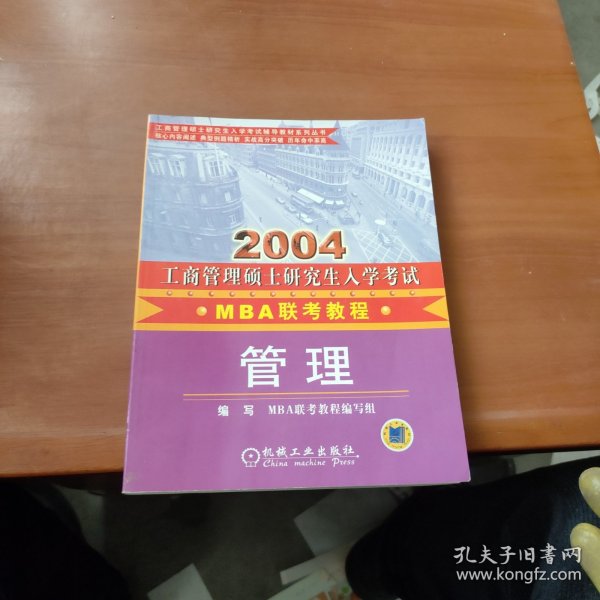 工商管理硕士研究生入学考试辅导教材系列丛书
核心内容阐述 典型例题精析 实战高分突破 历年命中率高
2004
工商管理硕士研究生入学考试
MBA联考教程
管理
编 写 MBA联考教程编写组
机械工业出版社
China machine Press
孔夫子旧书网
www.kongfz.com